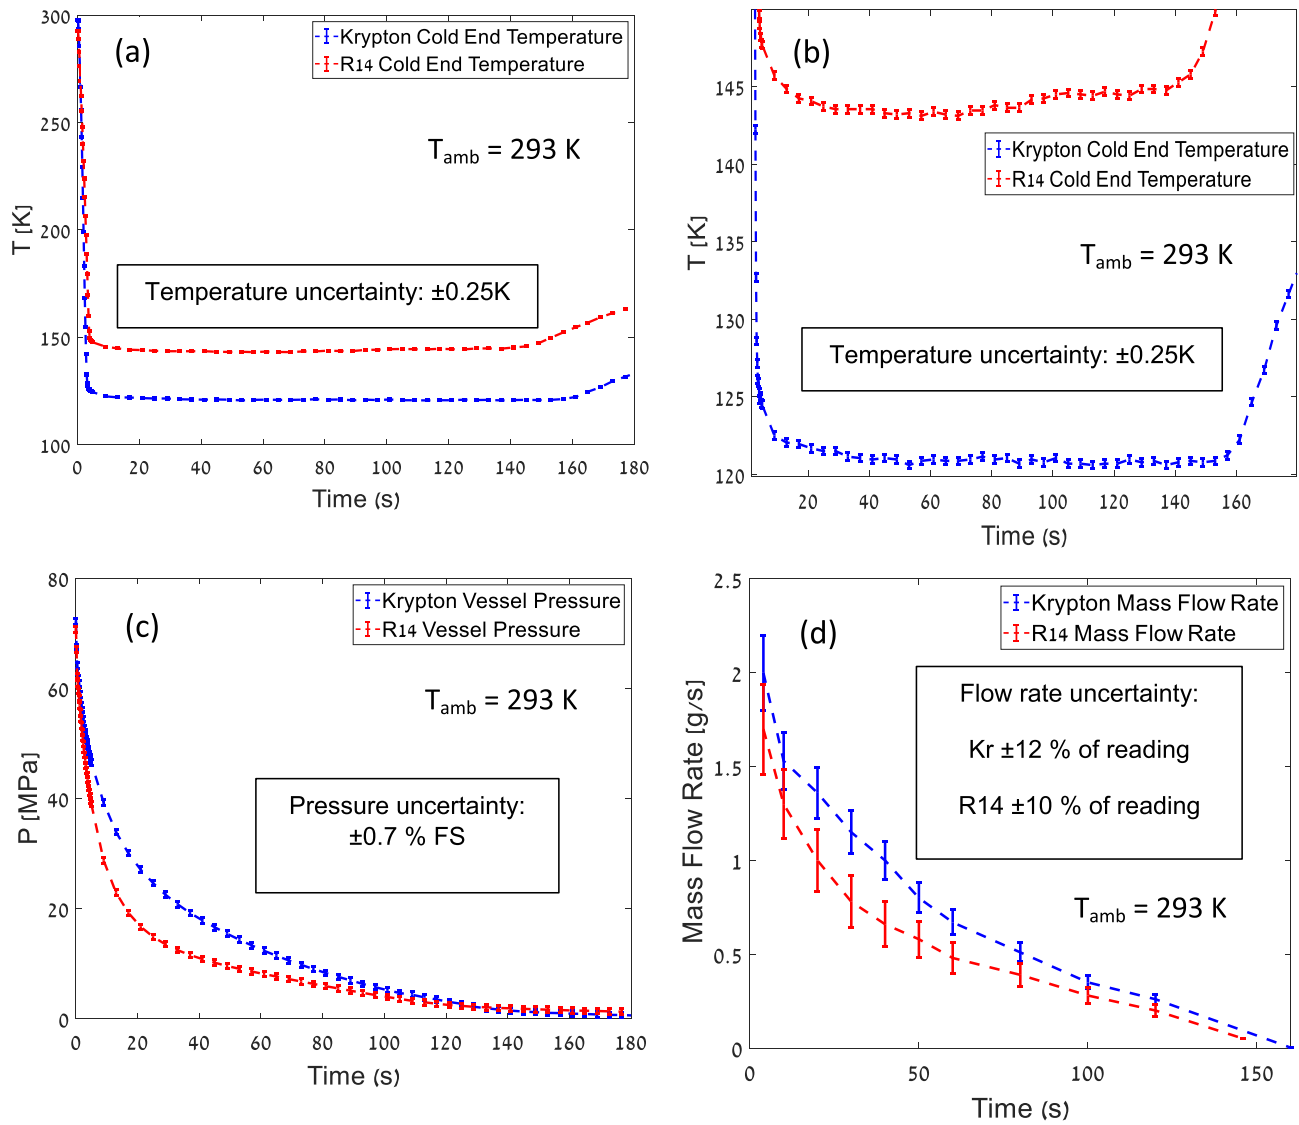 (a)
Krypton Cold End Temperature
R14 Cold End Temperature
Tamb = 293 K
Temperature uncertainty: ±0.25K
T [K]
300
250
200
150
100
0 20 40 60 80 100 120 140 160 180
Time (s)
(b)
Krypton Cold End Temperature
R14 Cold End Temperature
Tamb = 293 K
Temperature uncertainty: ±0.25K
T [K]
145
140
135
130
125
120
20 40 60 80 100 120 140 160
Time (s)
(c)
Krypton Vessel Pressure
R14 Vessel Pressure
Tamb = 293 K
Pressure uncertainty:
±0.7 % FS
P [MPa]
80
60
40
20
0
0 20 40 60 80 100 120 140 160 180
Time (s)
(d)
Krypton Mass Flow Rate
R14 Mass Flow Rate
Flow rate uncertainty:
Kr ±12 % of reading
R14 ±10 % of reading
Tamb = 293 K
Mass Flow Rate [g/s]
2.5
2
1.5
1
0.5
0
0 50 100 150
Time (s)